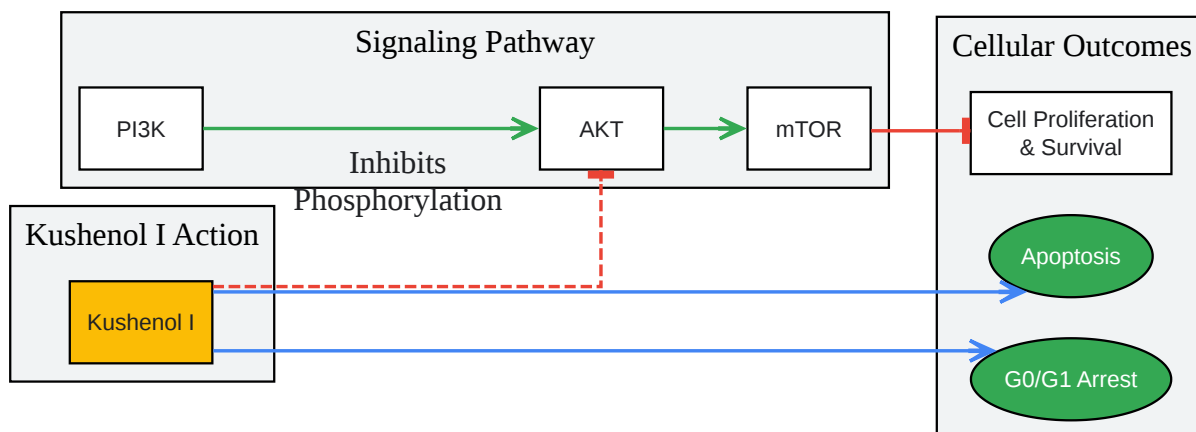 Signaling Pathway
PI3K
AKT
mTOR
Inhibits
Phosphorylation
Cellular Outcomes
Cell Proliferation
& Survival
Apoptosis
G0/G1 Arrest
Kushenol I Action
Kushenol I